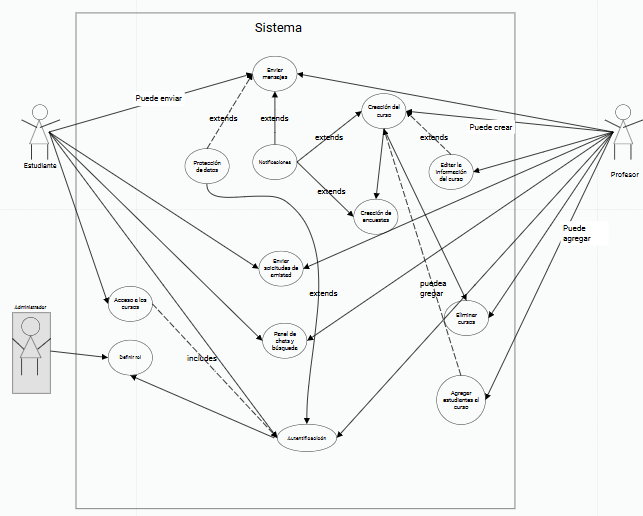 Sistema
Enviar
mensajes
Puede enviar
Creación del
curso
extends
extends
Puede crear
extends
extends
Estudiante
Protección
de datos
Notificaciones
Editar la
información
del curso
Profesor
extends
Creación de
encuestas
Puede
agregar
Enviar
solicitudes de
amistad
extends
puedea
gregar
Acceso a los
cursos
Administrador
Eliminar
cursos
Panel de
chats y
búsqueda
Definir rol
includes
Agregar
estudiantes al
curso
Autentificación